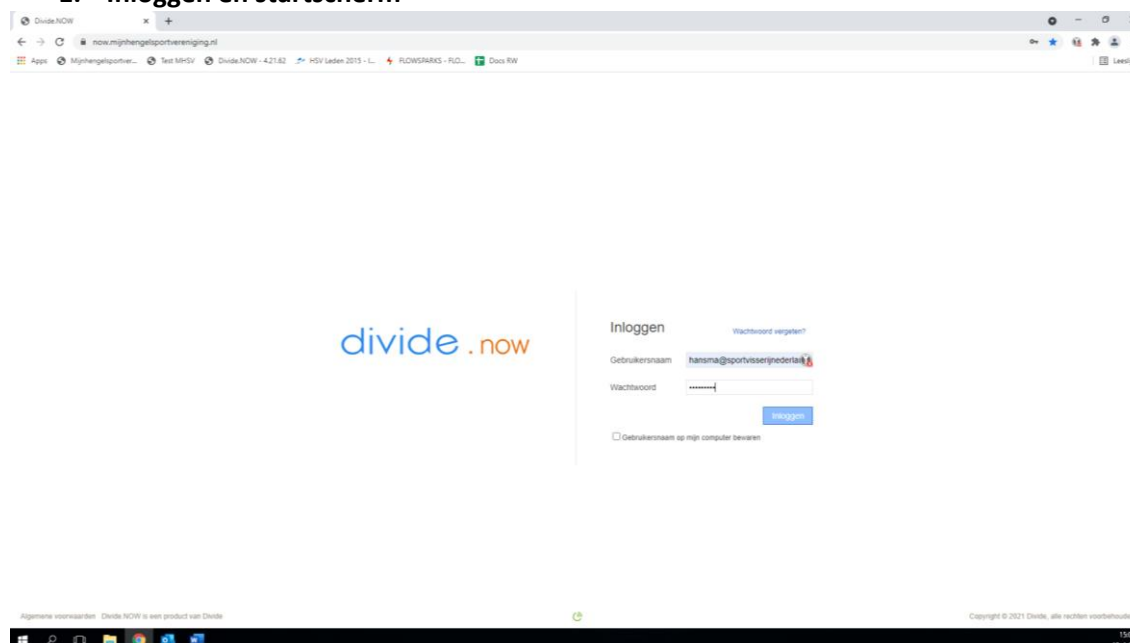 Inloggen en startscherm
Divide.NOW
now.mijnhengelsportvereniging.nl
Apps Mijnhengelsportver... Test MHSV Divide.NOW - 4.21.62 HSV Leden 2015 - L... FLOWSPARKS - FLO... Docs RW
divide.now
Inloggen Wachtwoord vergeten?
Gebruikersnaam hansma@sportvisserijnederlan
Wachtwoord
Inloggen
Gebruikersnaam op mijn computer bewaren
Algemene voorwaarden Divide.NOW is een product van Divide
Copyright © 2021 Divide, alle rechten voorbehoude